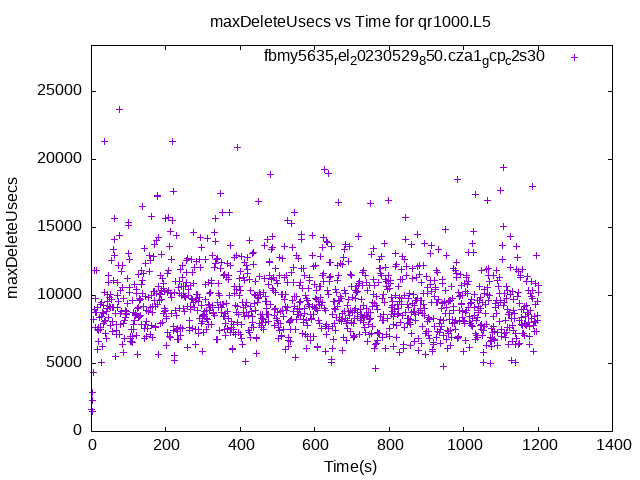 maxDeleteUsecs vs Time for qr1000.L5
fbmy5635rel20230529850.cza1gcpc2s30
25000
20000
15000
10000
5000
0
maxDeleteUsecs
0 200 400 600 800 1000 1200 1400
Time(s)